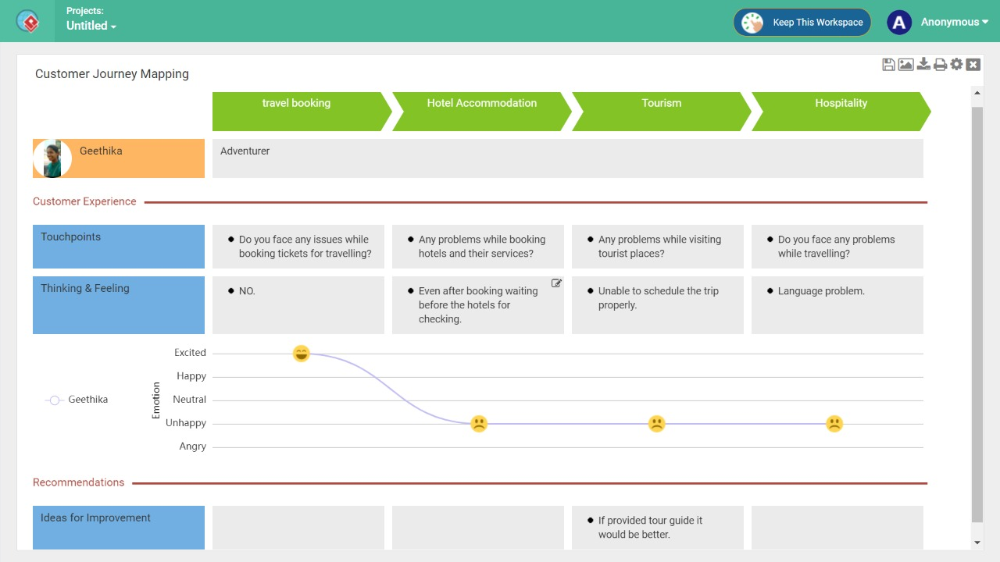 Projects:
Untitled
Keep This Workspace
A
Anonymous
Customer Journey Mapping
travel booking
Hotel Accommodation
Tourism
Hospitality
Geethika
Adventurer
Customer Experience
Touchpoints
Do you face any issues while
booking tickets for travelling?
Any problems while booking
hotels and their services?
Any problems while visiting
tourist places?
Do you face any problems
while travelling?
Thinking & Feeling
NO.
Even after booking waiting
before the hotels for
checking.
Unable to schedule the trip
properly.
Language problem.
Geethika
Emotion
Excited
Happy
Neutral
Unhappy
Angry
Recommendations
Ideas for Improvement
If provided tour guide it
would be better.